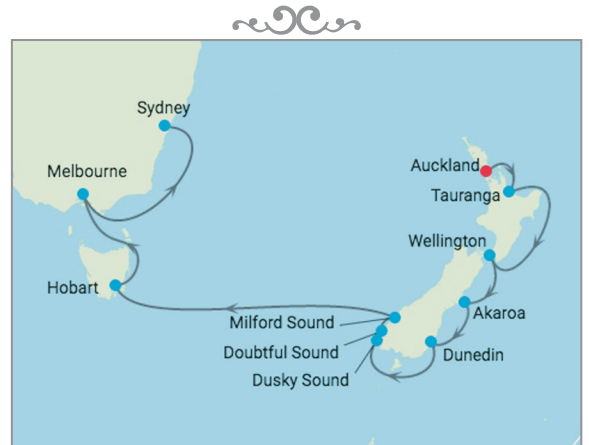 Sydney
Melbourne
Auckland
Tauranga
Wellington
Hobart
Akaroa
Milford Sound
Doubtful Sound
Dunedin
Dusky Sound